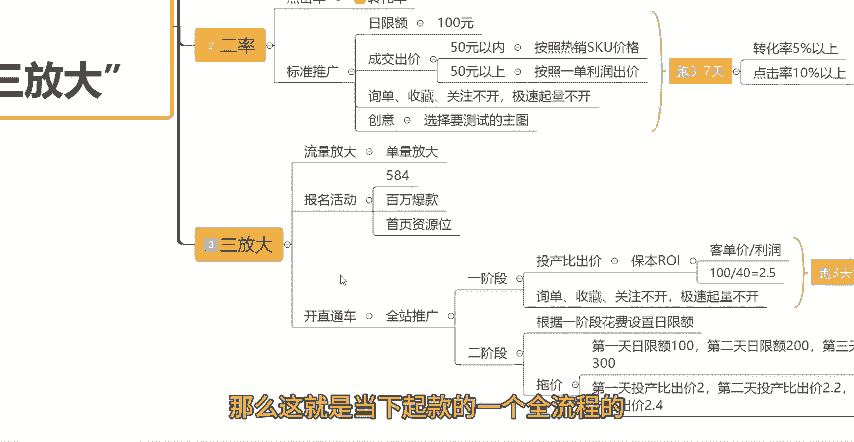 三放大”
2 二率
标准推广
日限额
100元
成交出价
50元以内
按照热销SKU价格
50元以上
按照一单利润出价
询单、收藏、关注不开,极速起量不开
创意
选择要测试的主图
跑3-7天
转化率5%以上
点击率10%以上
3 三放大
流量放大
单量放大
报名活动
584
百万爆款
首页资源位
开直通车
全站推广
一阶段
投产比出价
保本ROI
客单价/利润
100/40=2.5
询单、收藏、关注不开,极速起量不开
跑3天
二阶段
根据一阶段花费设置日限额
第一天日限额100,第二天日限额200,第三天
300
拖价
第一天投产比出价2,第二天投产比出价2.2,
出价2.4
那么这就是当下起款的一个全流程的